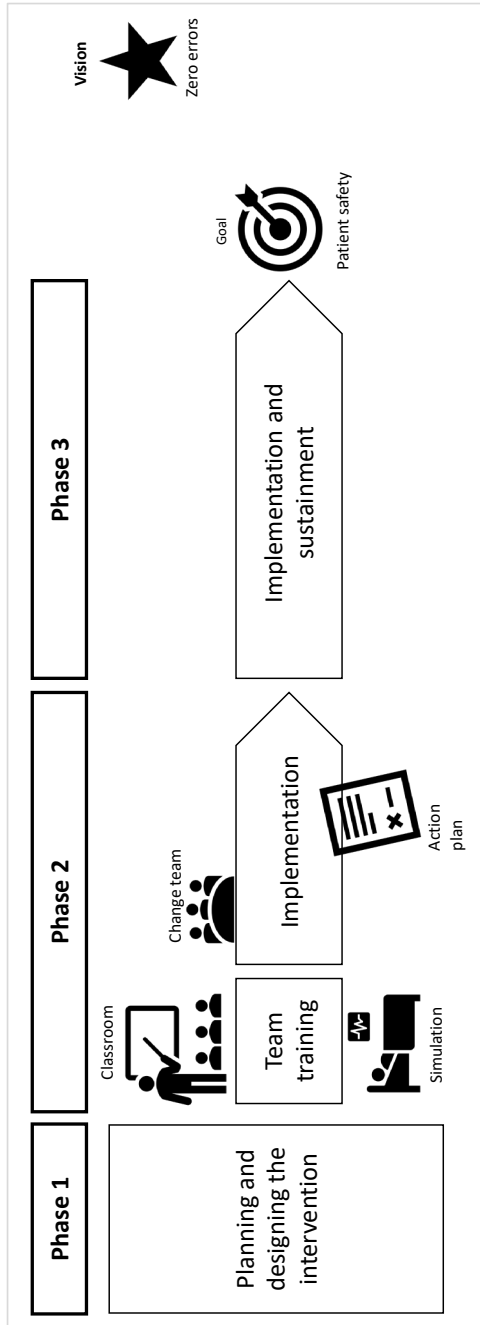 Phase 1
Phase 2
Phase 3
Vision
Zero errors
Planning and
designing the
intervention
Classroom
Team
training
Simulation
Change team
Implementation
Action
plan
Implementation and
sustainment
Goal
Patient safety